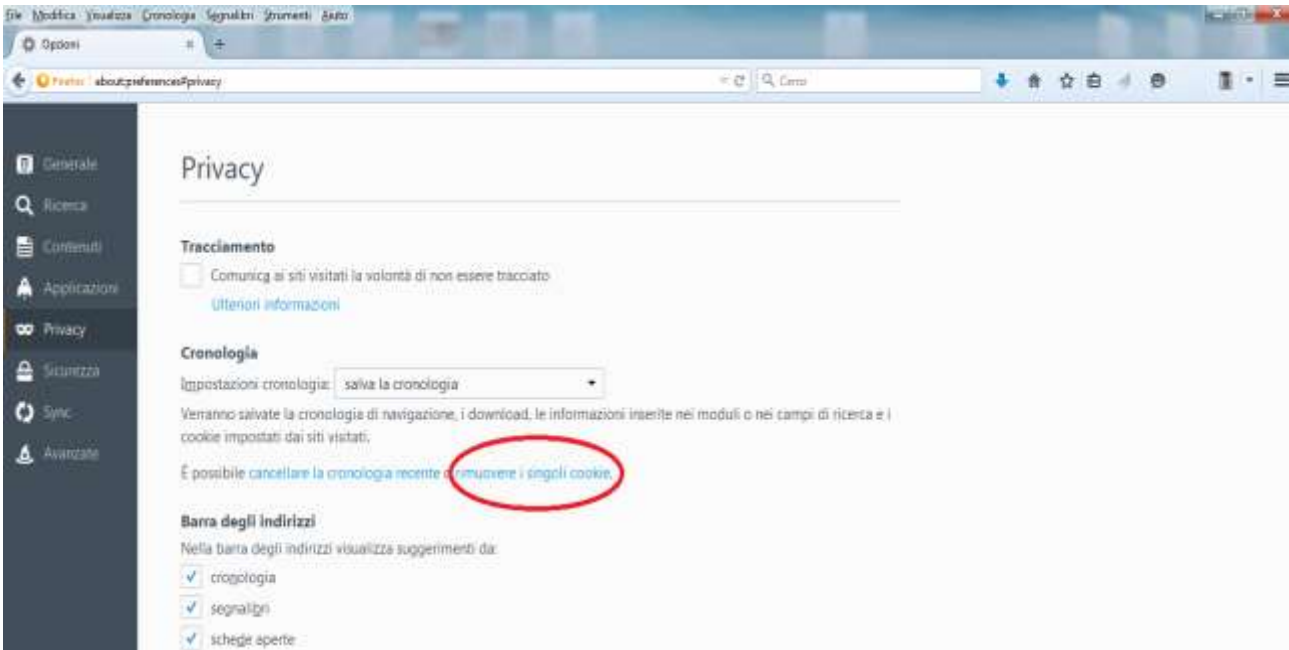 File Modifica Visualizza Cronologia Segnalibri Strumenti Aiuto
Opzioni
Firefox about:preferences#privacy
Cerca
Generale
Privacy
Ricerca
Contenuti
Tracciamento
Comunica ai siti visitati la volontà di non essere tracciato
Applicazioni
Ulteriori informazioni
Privacy
Cronologia
Sicurezza
Impostazioni cronologia: salva la cronologia
Sync
Verranno salvate la cronologia di navigazione, i download, le informazioni inserite nei moduli o nei campi di ricerca e i
cookie impostati dai siti visitati.
Avanzate
È possibile cancellare la cronologia recente o rimuovere i singoli cookie.
Barra degli indirizzi
Nella barra degli indirizzi visualizza suggerimenti da:
cronologia
segnalibri
schede aperte